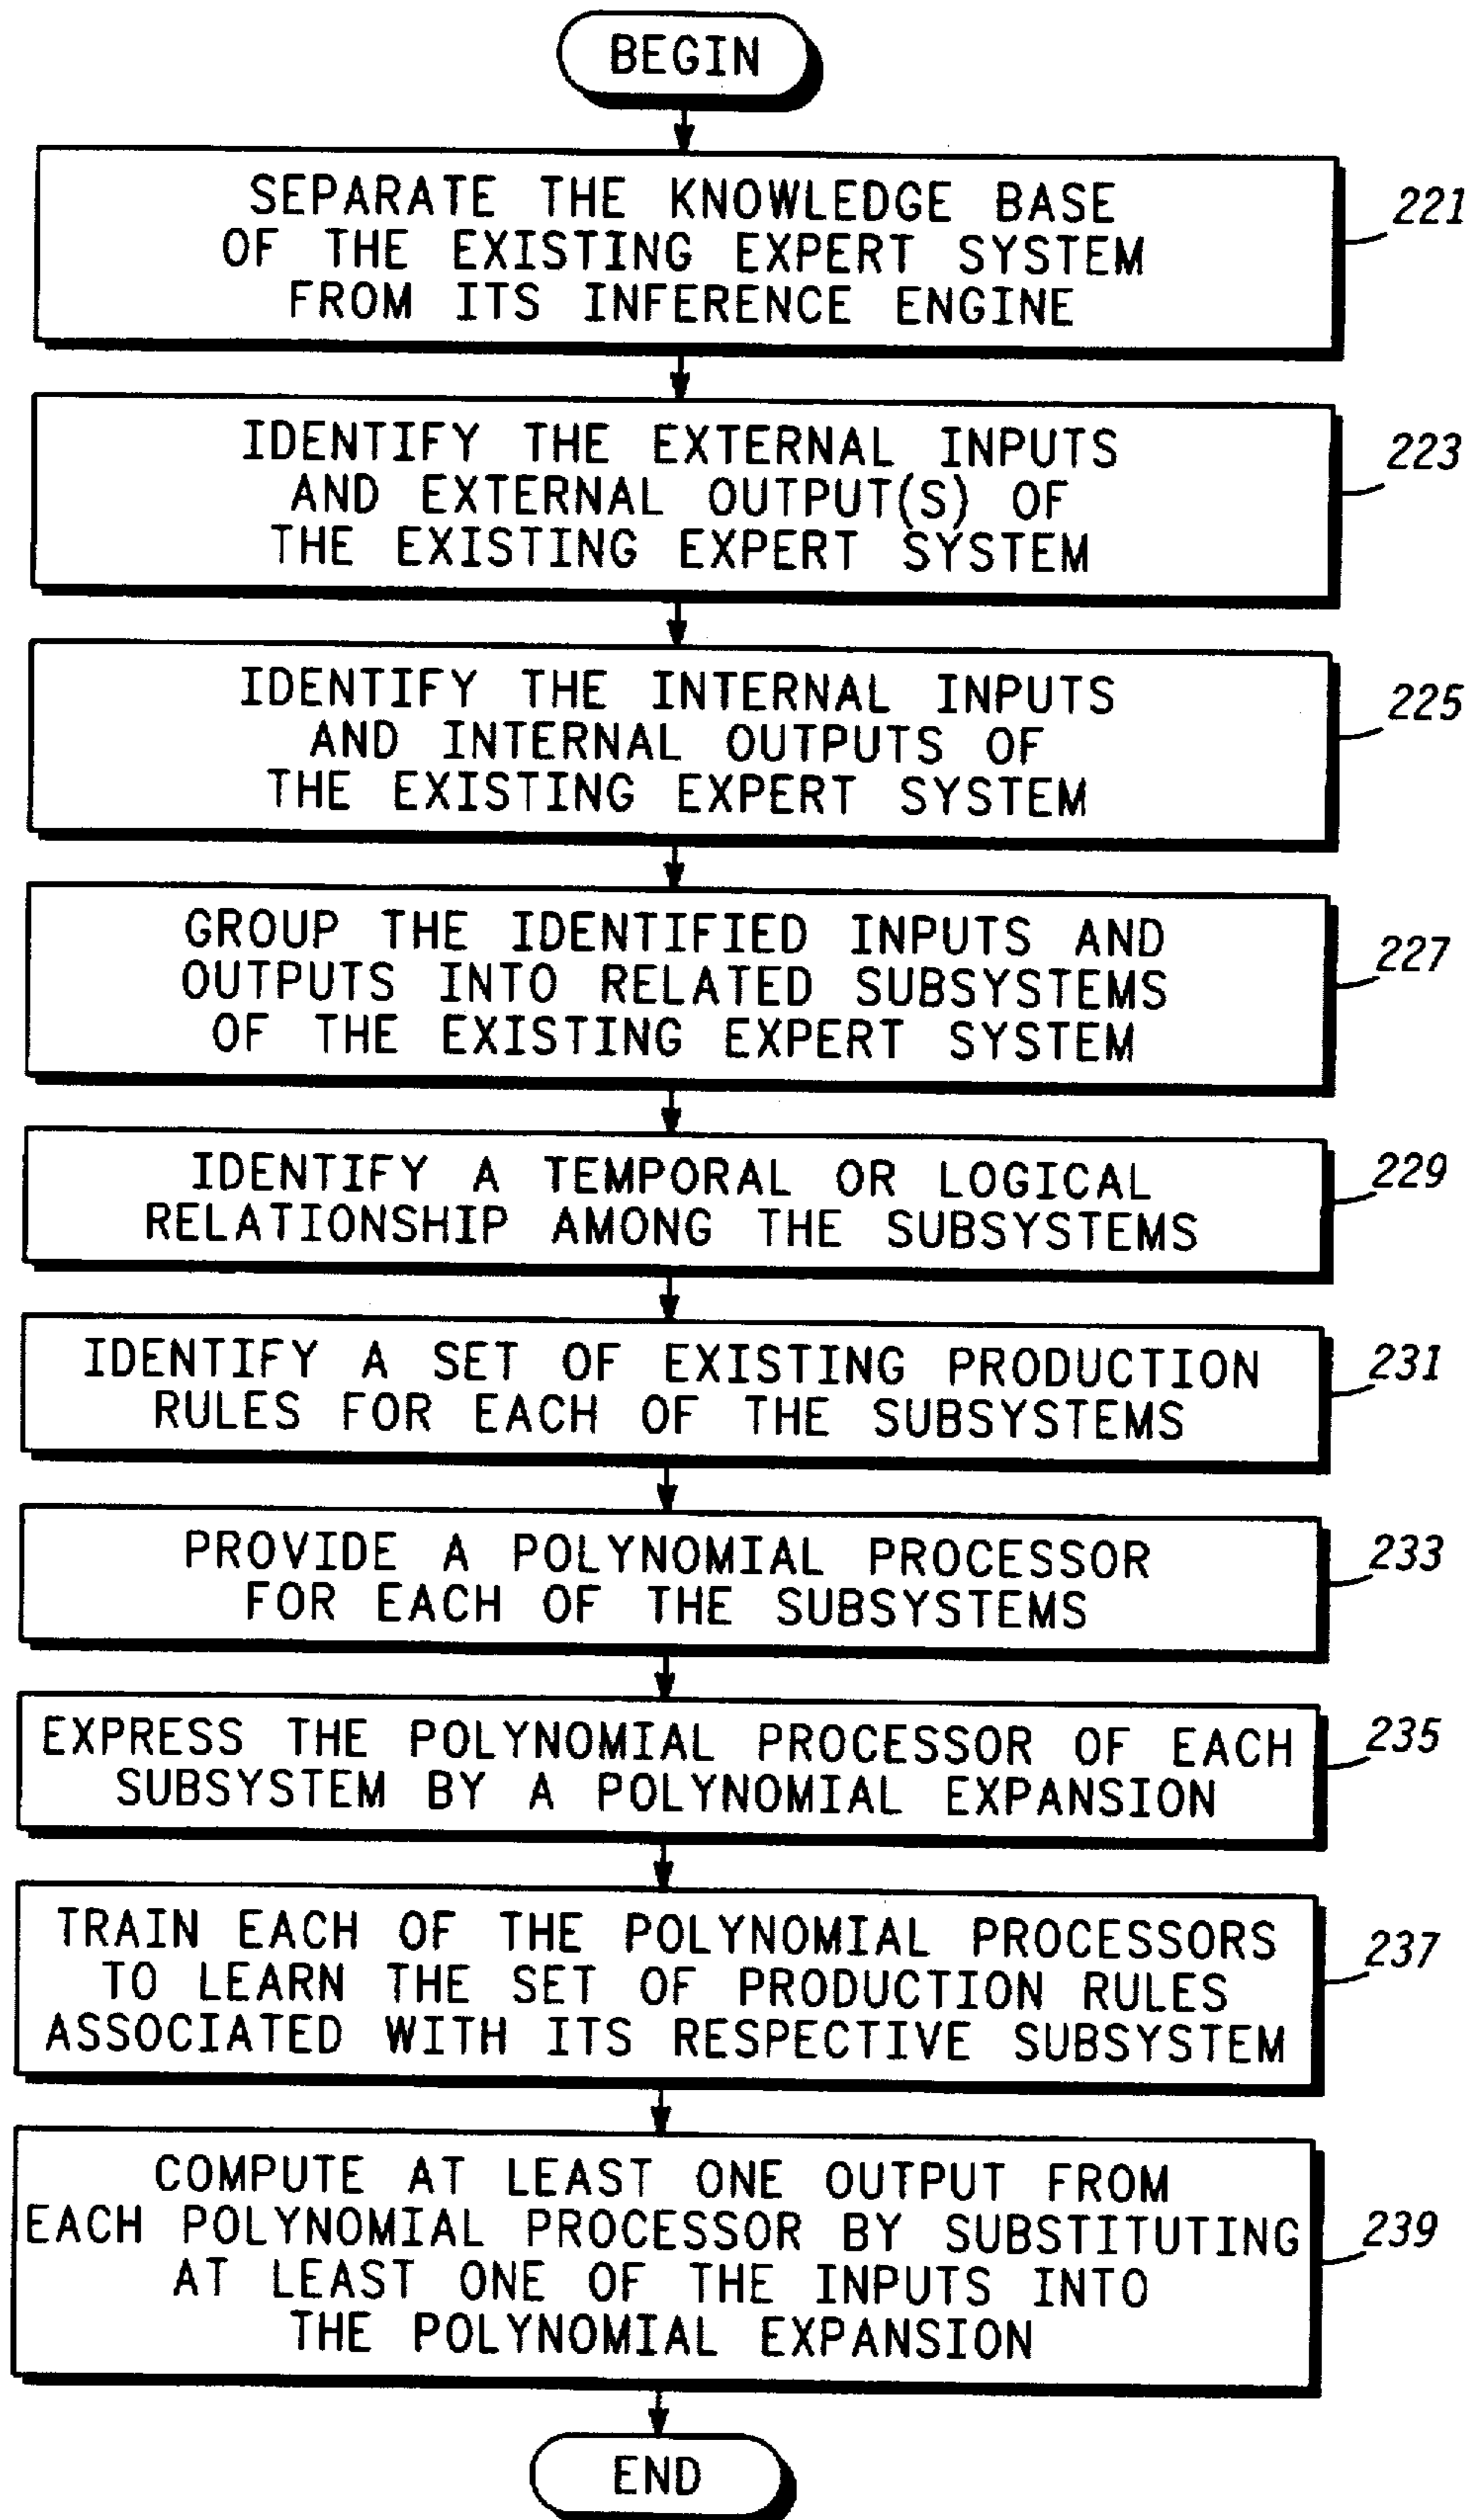 BEGIN
SEPARATE THE KNOWLEDGE BASE
OF THE EXISTING EXPERT SYSTEM
FROM ITS INFERENCE ENGINE
221
IDENTIFY THE EXTERNAL INPUTS
AND EXTERNAL OUTPUT(S) OF
THE EXISTING EXPERT SYSTEM
223
IDENTIFY THE INTERNAL INPUTS
AND INTERNAL OUTPUTS OF
THE EXISTING EXPERT SYSTEM
225
GROUP THE IDENTIFIED INPUTS AND
OUTPUTS INTO RELATED SUBSYSTEMS
OF THE EXISTING EXPERT SYSTEM
227
IDENTIFY A TEMPORAL OR LOGICAL
RELATIONSHIP AMONG THE SUBSYSTEMS
229
IDENTIFY A SET OF EXISTING PRODUCTION
RULES FOR EACH OF THE SUBSYSTEMS
231
PROVIDE A POLYNOMIAL PROCESSOR
FOR EACH OF THE SUBSYSTEMS
233
EXPRESS THE POLYNOMIAL PROCESSOR OF EACH
SUBSYSTEM BY A POLYNOMIAL EXPANSION
235
TRAIN EACH OF THE POLYNOMIAL PROCESSORS
TO LEARN THE SET OF PRODUCTION RULES
ASSOCIATED WITH ITS RESPECTIVE SUBSYSTEM
237
COMPUTE AT LEAST ONE OUTPUT FROM
EACH POLYNOMIAL PROCESSOR BY SUBSTITUTING
AT LEAST ONE OF THE INPUTS INTO
THE POLYNOMIAL EXPANSION
239
END